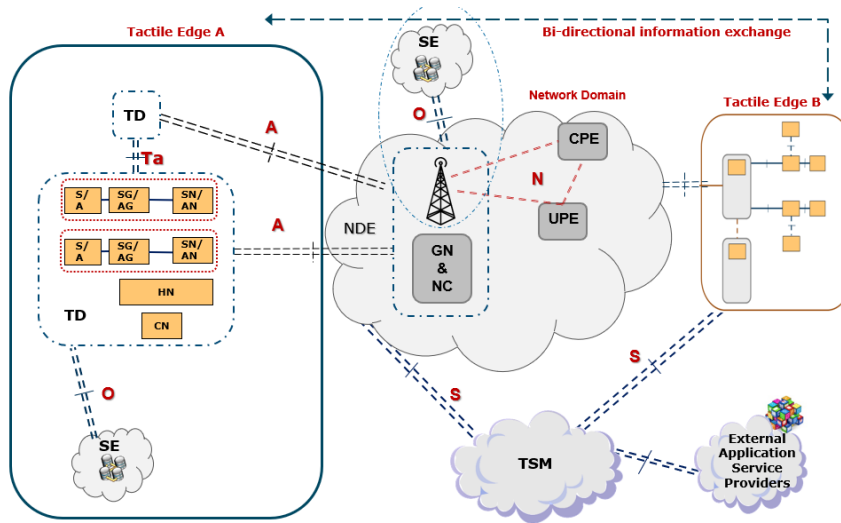 Tactile Edge A
Bi-directional information exchange
SE
Network Domain
Tactile Edge B
TD
A
O
CPE
Ta
N
S/
A
SG/
AG
SN/
AN
UPE
A
NDE
S/
A
SG/
AG
SN/
AN
GN
&
NC
HN
TD
CN
O
S
S
SE
TSM
External
Application
Service
Providers